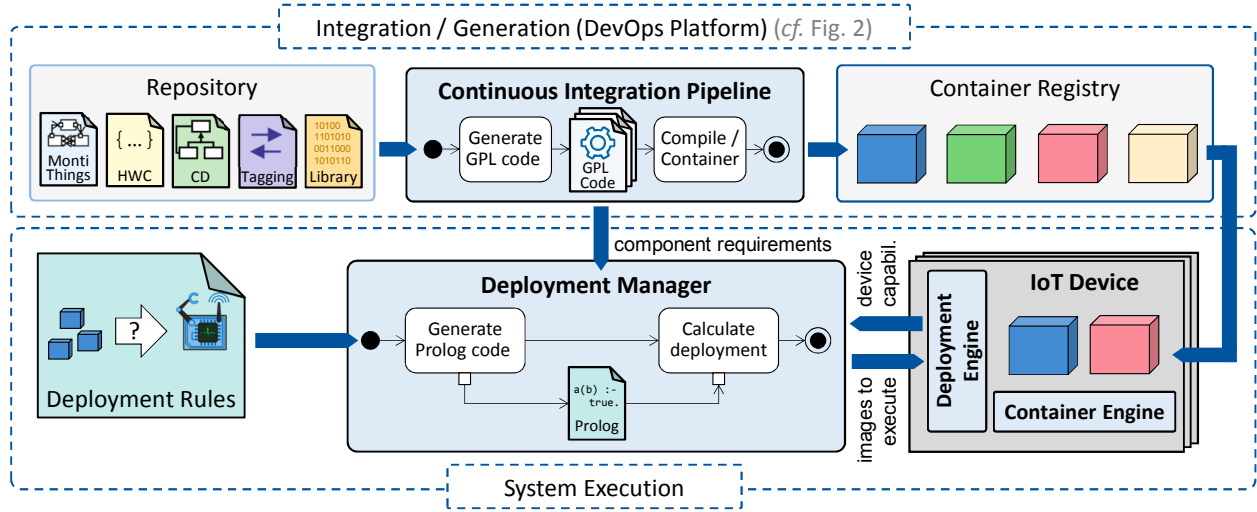 Integration / Generation (DevOps Platform) (cf. Fig. 2)
Repository
Monti
Things
{ ... }
HWC
CD
Tagging
10100
1101010
0011000
1010110
Library
Continuous Integration Pipeline
Generate
GPL code
GPL
Code
Compile /
Container
Container Registry
component requirements
?
Deployment Rules
Deployment Manager
Generate
Prolog code
Calculate
deployment
a(b) :-
true.
Prolog
device
capabil.
images to
execute
IoT Device
Deployment
Engine
Container Engine
System Execution